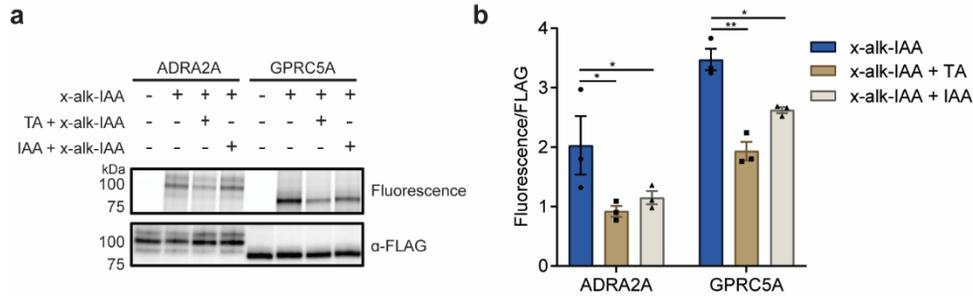 a
ADRA2A GPRC5A
x-alk-IAA - + + + - + + +
TA + x-alk-IAA - - + - - - + -
IAA + x-alk-IAA - - - + - - - +
kDa
100
75
Fluorescence
100
75
α-FLAG
b
Fluorescence/FLAG
4
3
2
1
0
* *
* **
ADRA2A GPRC5A
x-alk-IAA
x-alk-IAA + TA
x-alk-IAA + IAA